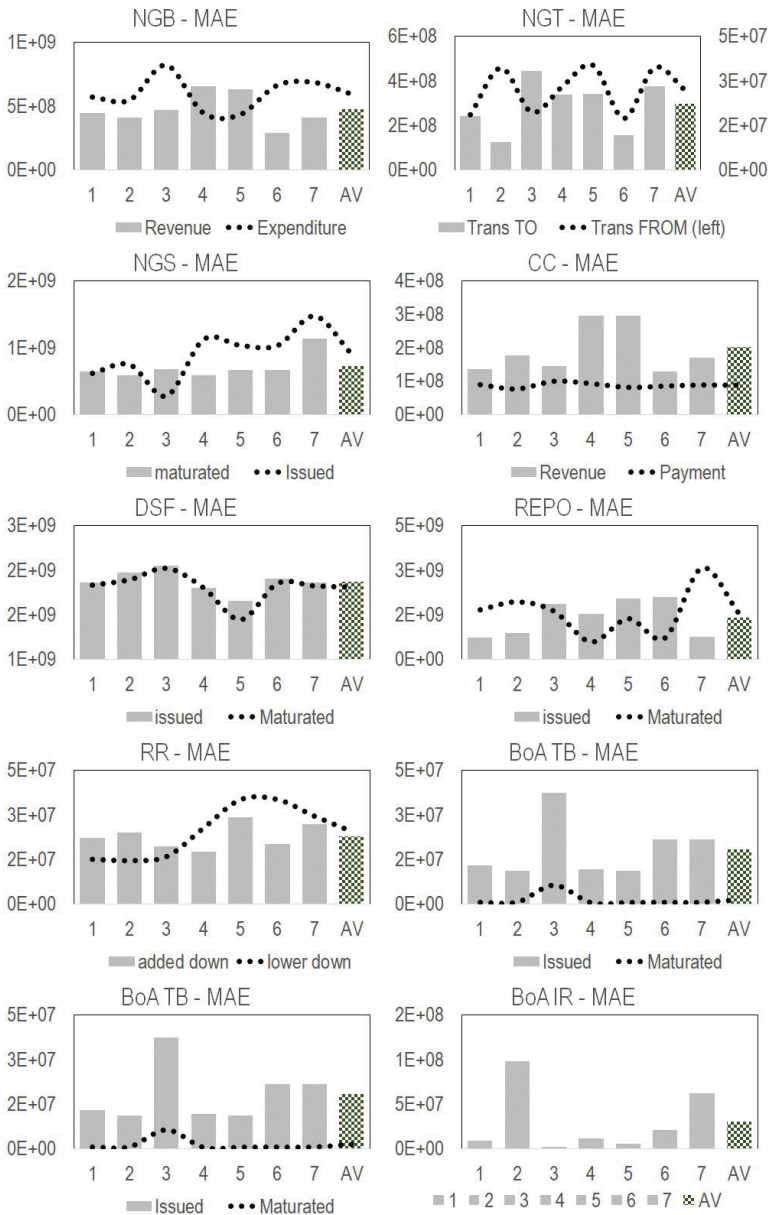 NGB - MAE
1E+09
5E+08
0E+00
1 2 3 4 5 6 7 AV
Revenue Expenditure
NGT - MAE
6E+08 5E+07
4E+08 3E+07
2E+08 2E+07
0E+00 0E+00
1 2 3 4 5 6 7 AV
Trans TO Trans FROM (left)
NGS - MAE
2E+09
1E+09
0E+00
1 2 3 4 5 6 7 AV
maturated Issued
CC - MAE
4E+08
3E+08
2E+08
1E+08
0E+00
1 2 3 4 5 6 7 AV
Revenue Payment
DSF - MAE
3E+09
2E+09
2E+09
1E+09
1 2 3 4 5 6 7 AV
issued Maturated
REPO - MAE
5E+09
3E+09
2E+09
0E+00
1 2 3 4 5 6 7 AV
issued Maturated
RR - MAE
5E+07
3E+07
2E+07
0E+00
1 2 3 4 5 6 7 AV
added down lower down
BoA TB - MAE
5E+07
3E+07
2E+07
0E+00
1 2 3 4 5 6 7 AV
Issued Maturated
BoA TB - MAE
5E+07
3E+07
2E+07
0E+00
1 2 3 4 5 6 7 AV
Issued Maturated
BoA IR - MAE
2E+08
1E+08
5E+07
0E+00
1 2 3 4 5 6 7 AV
1 2 3 4 5 6 7 AV